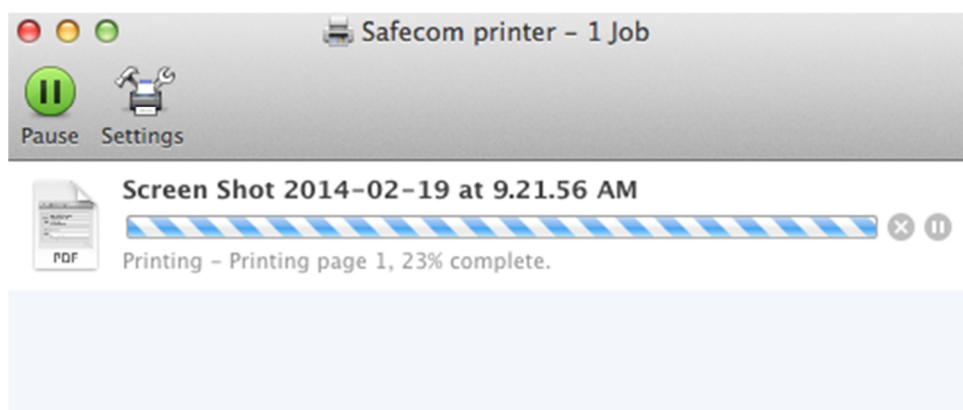 Safecom printer – 1 Job
Pause Settings
Screen Shot 2014-02-19 at 9.21.56 AM
PDF
Printing – Printing page 1, 23% complete.